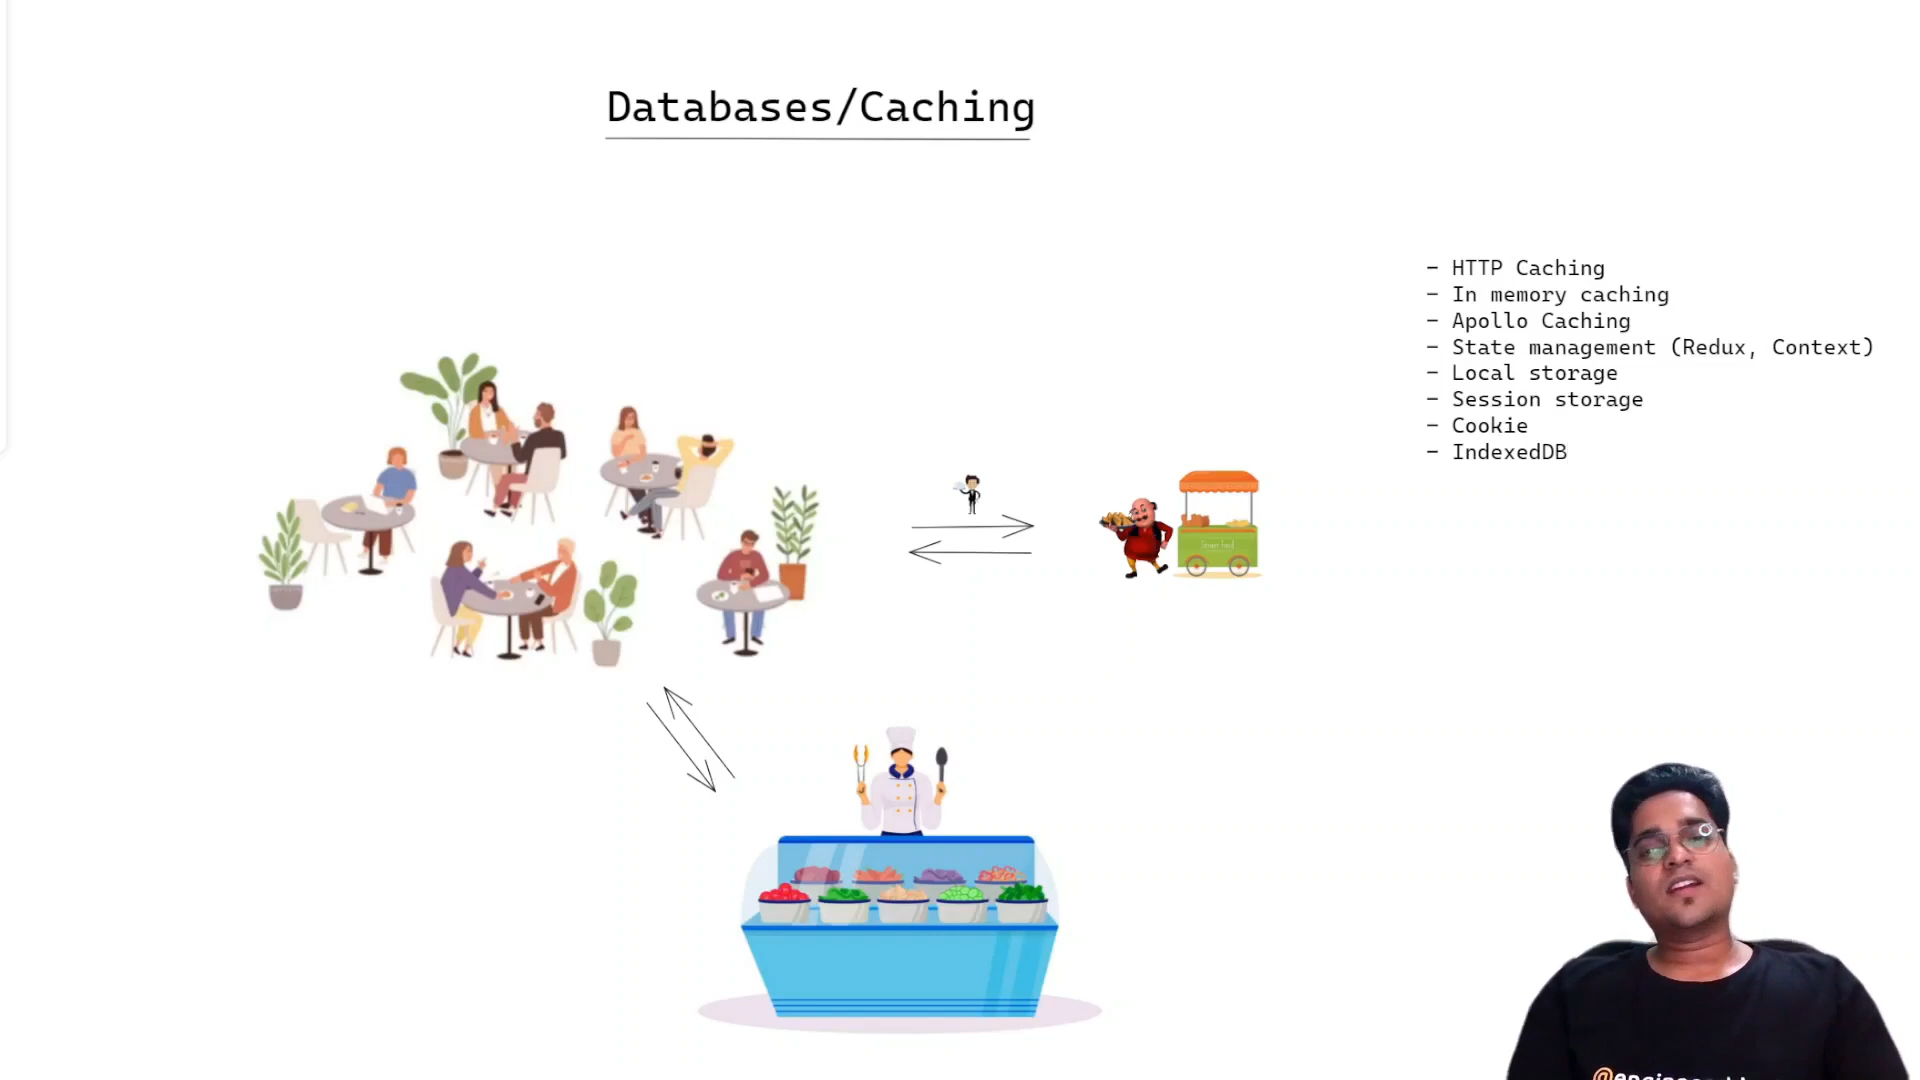 Databases/Caching
- HTTP Caching
- In memory caching
- Apollo Caching
- State management (Redux, Context)
- Local storage
- Session storage
- Cookie
- IndexedDB